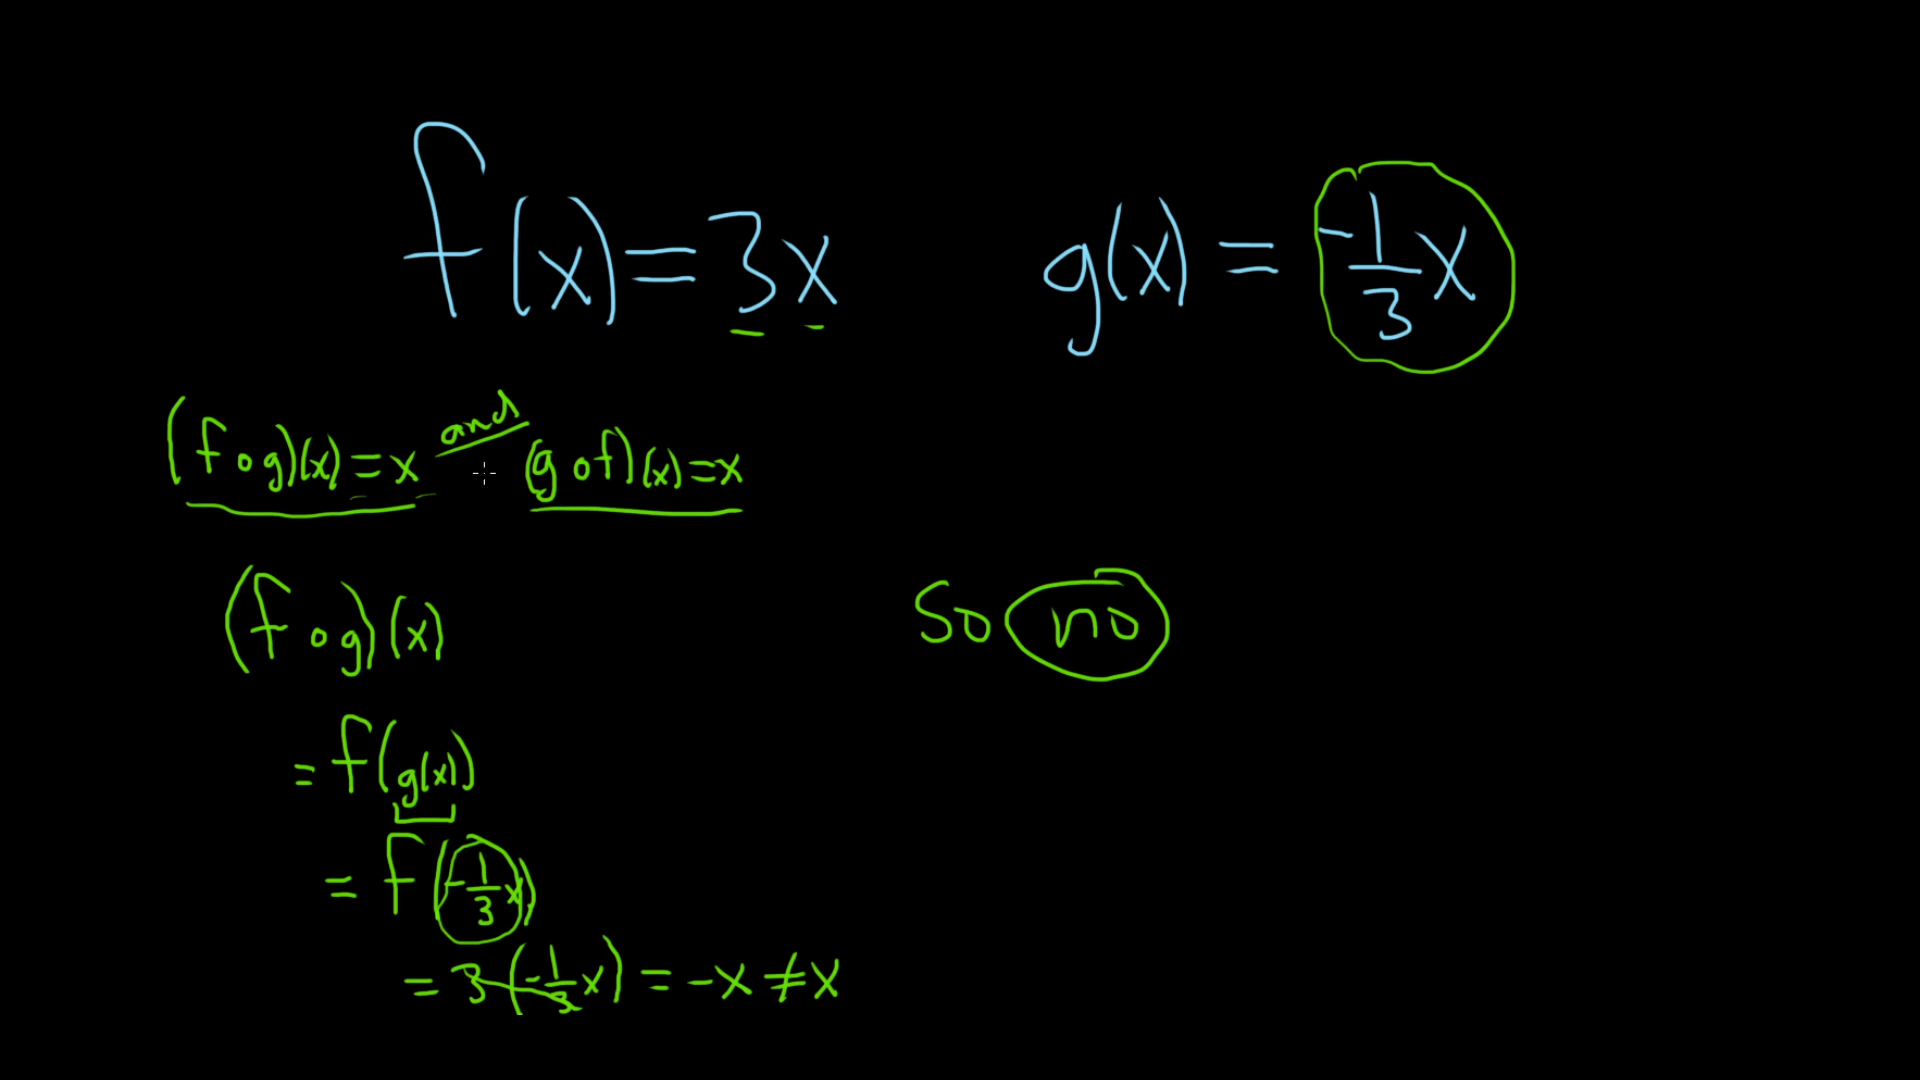 f(x)=3x
g(x) = -1/3 x
(f∘g)(x)=x and (g∘f)(x)=x
(f∘g)(x)
So no
= f(g(x))
= f(-1/3 x)
= 3(-1/3 x) = -x ≠ x